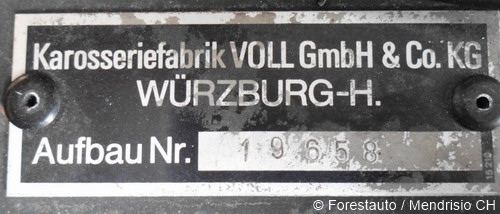 Karosseriefabrik VOLL GmbH & Co. KG
WÜRZBURG-H.
Aufbau Nr. 19658
© Forestauto / Mendrisio CH